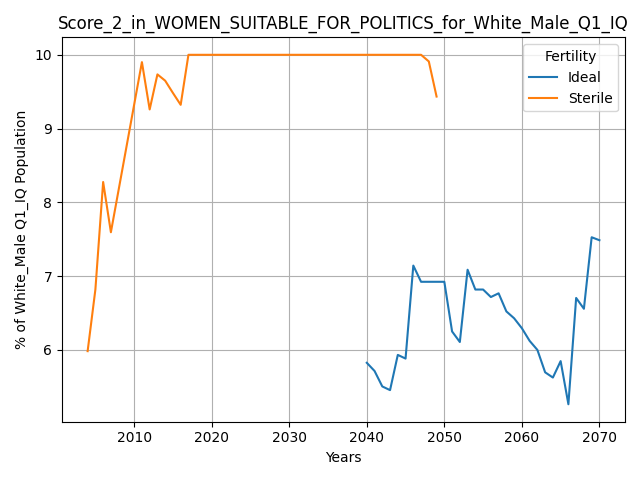 Score_2_in_WOMEN_SUITABLE_FOR_POLITICS_for_White_Male_Q1_IQ
Fertility
Ideal
Sterile
% of White_Male Q1_IQ Population
10
9
8
7
6
2010 2020 2030 2040 2050 2060 2070
Years